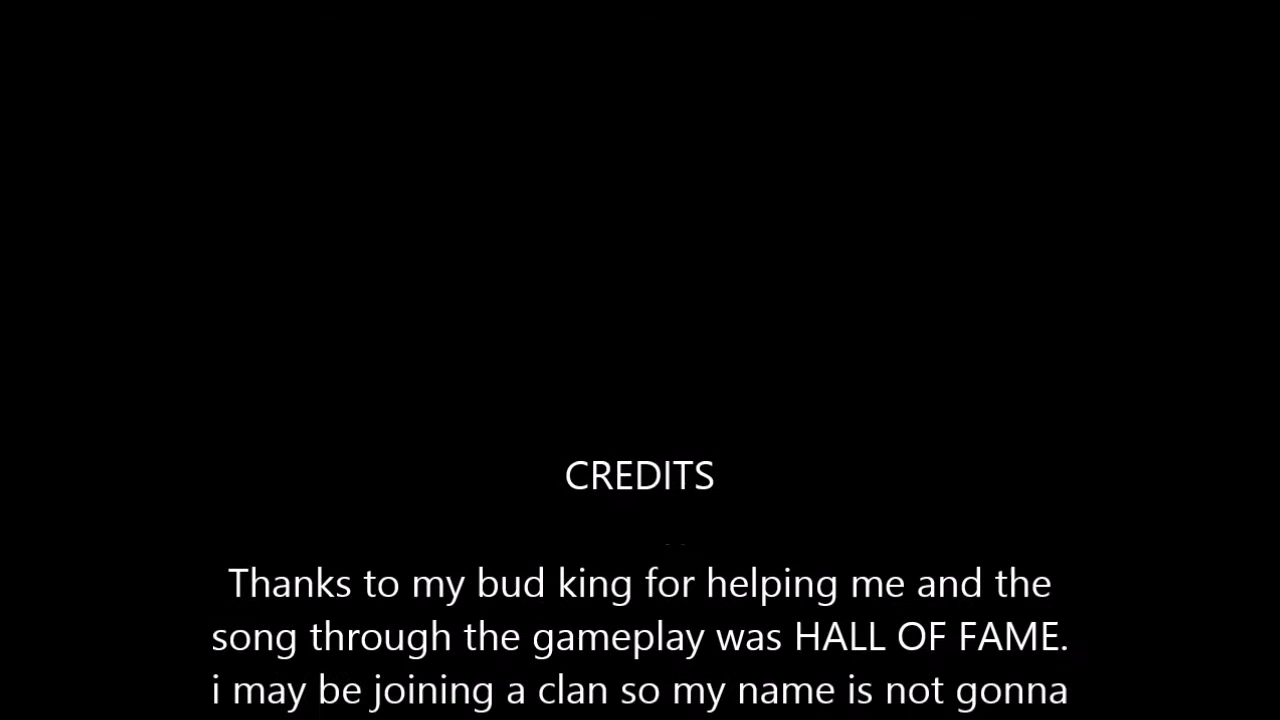 CREDITS
Thanks to my bud king for helping me and the
song through the gameplay was HALL OF FAME.
i may be joining a clan so my name is not gonna